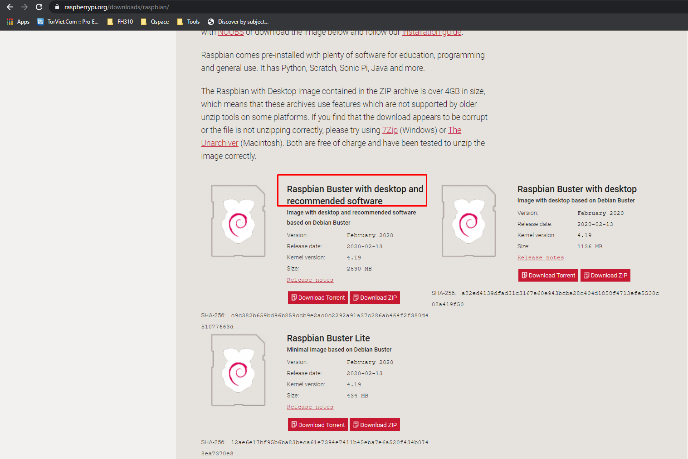 raspberrypi.org/downloads/raspbian/
Apps
TorViet.Com :: Pro E...
FH310
Qspace
Tools
Discover by subject...
with NOOBS or download the image below and follow our installation guide.
Raspbian comes pre-installed with plenty of software for education, programming
and general use. It has Python, Scratch, Sonic Pi, Java and more.
The Raspbian with Desktop image contained in the ZIP archive is over 4GB in size,
which means that these archives use features which are not supported by older
unzip tools on some platforms. If you find that the download appears to be corrupt
or the file is not unzipping correctly, please try using 7Zip (Windows) or The
Unarchiver (Macintosh). Both are free of charge and have been tested to unzip the
image correctly.
Raspbian Buster with desktop and
recommended software
Image with desktop and recommended software
based on Debian Buster
Version: February 2020
Release date: 2020-02-13
Kernel version: 4.19
Size: 2530 MB
Release notes
Download Torrent Download ZIP
SHA-256:
Raspbian Buster with desktop
Image with desktop based on Debian Buster
Version: February 2020
Release date: 2020-02-13
Kernel version: 4.19
Size: MB
Release notes
Download Torrent Download ZIP
SHA-256:
Raspbian Buster Lite
Minimal image based on Debian Buster
Version: February 2020
Release date: 2020-02-13
Kernel version: 4.19
Size: MB
Release notes
Download Torrent Download ZIP
SHA-256: